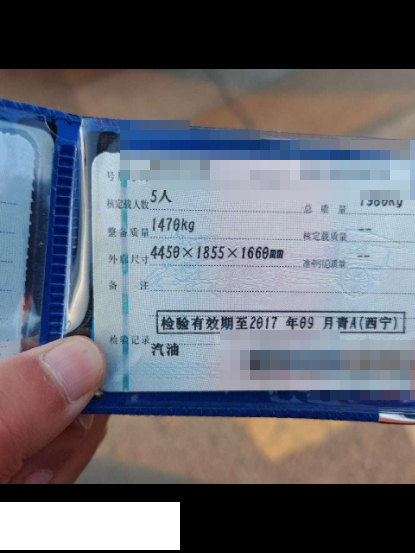 核定载人数 5人 总 质 量
整备质量 1470kg 核定载质量 --
外廓尺寸 4450×1855×1660mm 准牵引总质量 --
备 注
检验记录 检验有效期至2017 年09 月青A(西宁)
汽油